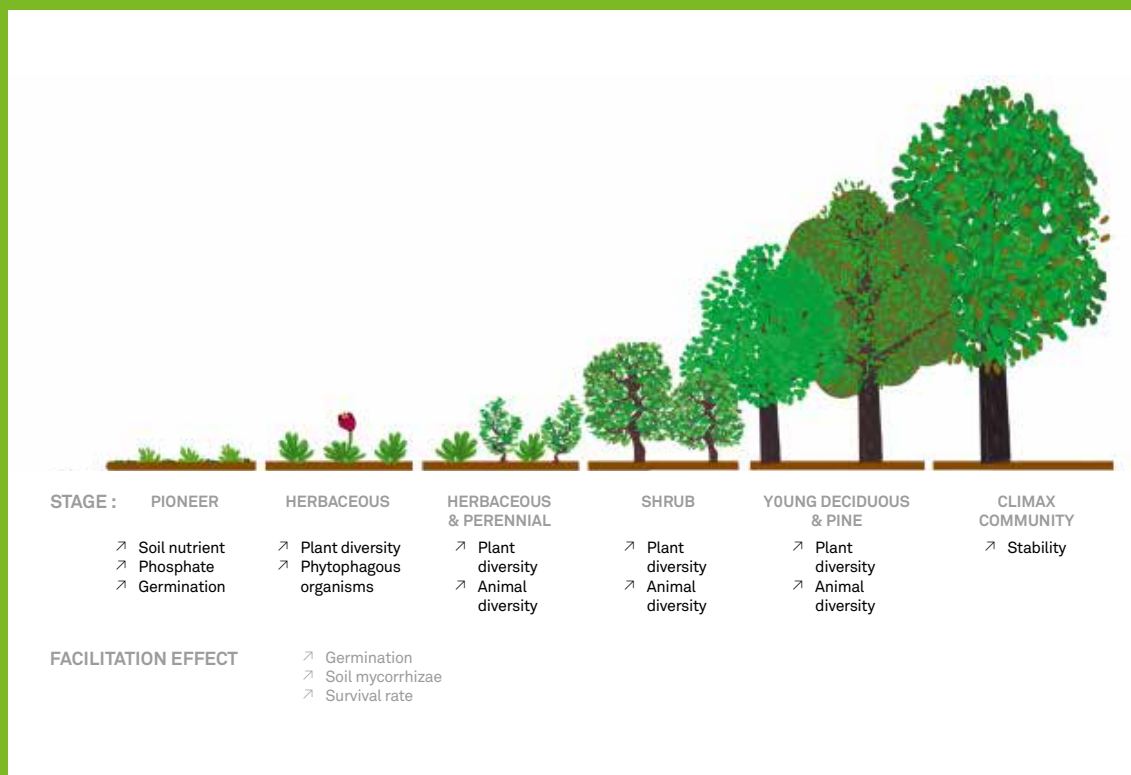 STAGE :
PIONEER
↗ Soil nutrient
↗ Phosphate
↗ Germination
HERBACEOUS
↗ Plant diversity
↗ Phytophagous
organisms
HERBACEOUS
& PERENNIAL
↗ Plant
diversity
↗ Animal
diversity
SHRUB
↗ Plant
diversity
↗ Animal
diversity
Y0UNG DECIDUOUS
& PINE
↗ Plant
diversity
↗ Animal
diversity
CLIMAX
COMMUNITY
↗ Stability
FACILITATION EFFECT
↗ Germination
↗ Soil mycorrhizae
↗ Survival rate